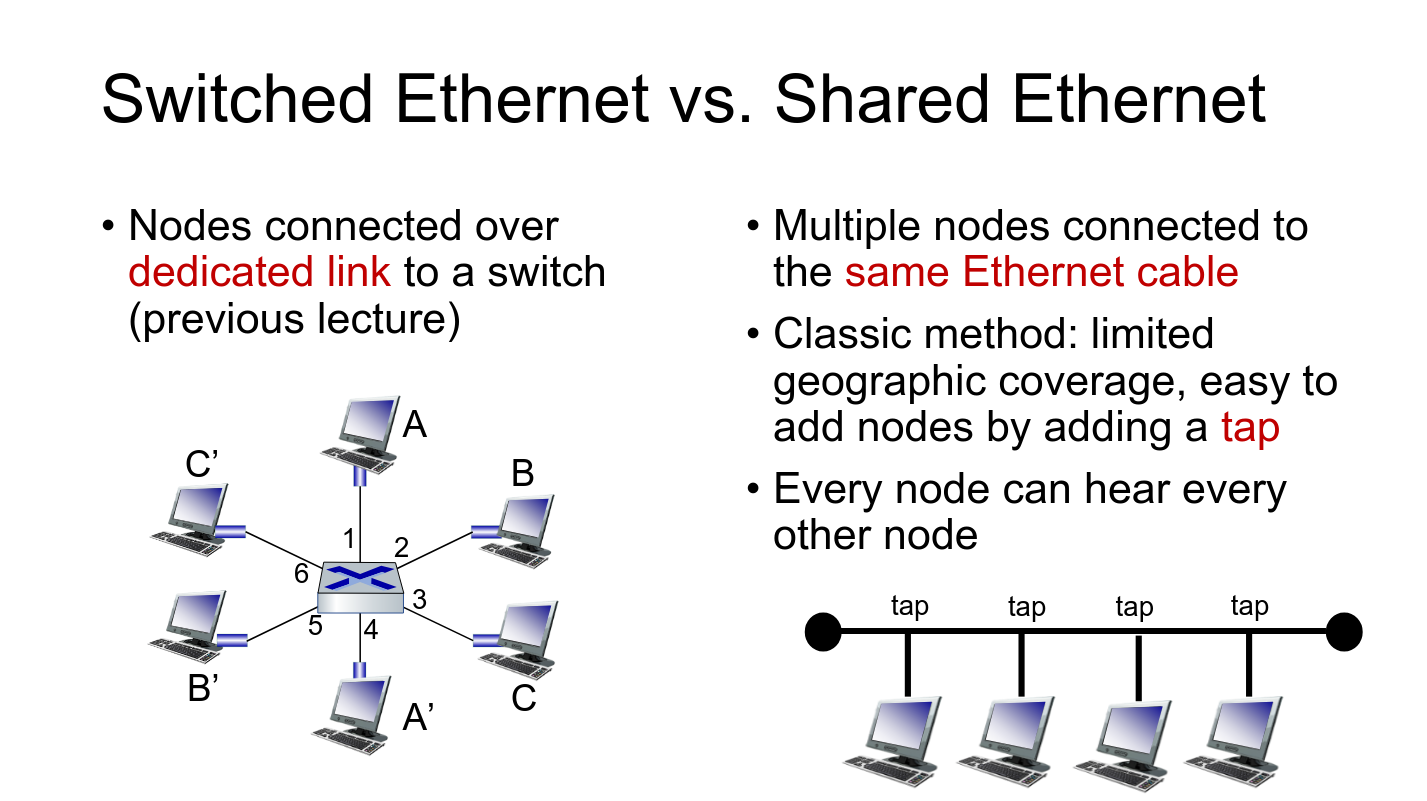 Switched Ethernet vs. Shared Ethernet
• Nodes connected over
dedicated link to a switch
(previous lecture)
A
C’
B
1
2
6
3
5
4
B’
C
A’
• Multiple nodes connected to
the same Ethernet cable
• Classic method: limited
geographic coverage, easy to
add nodes by adding a tap
• Every node can hear every
other node
tap tap tap tap